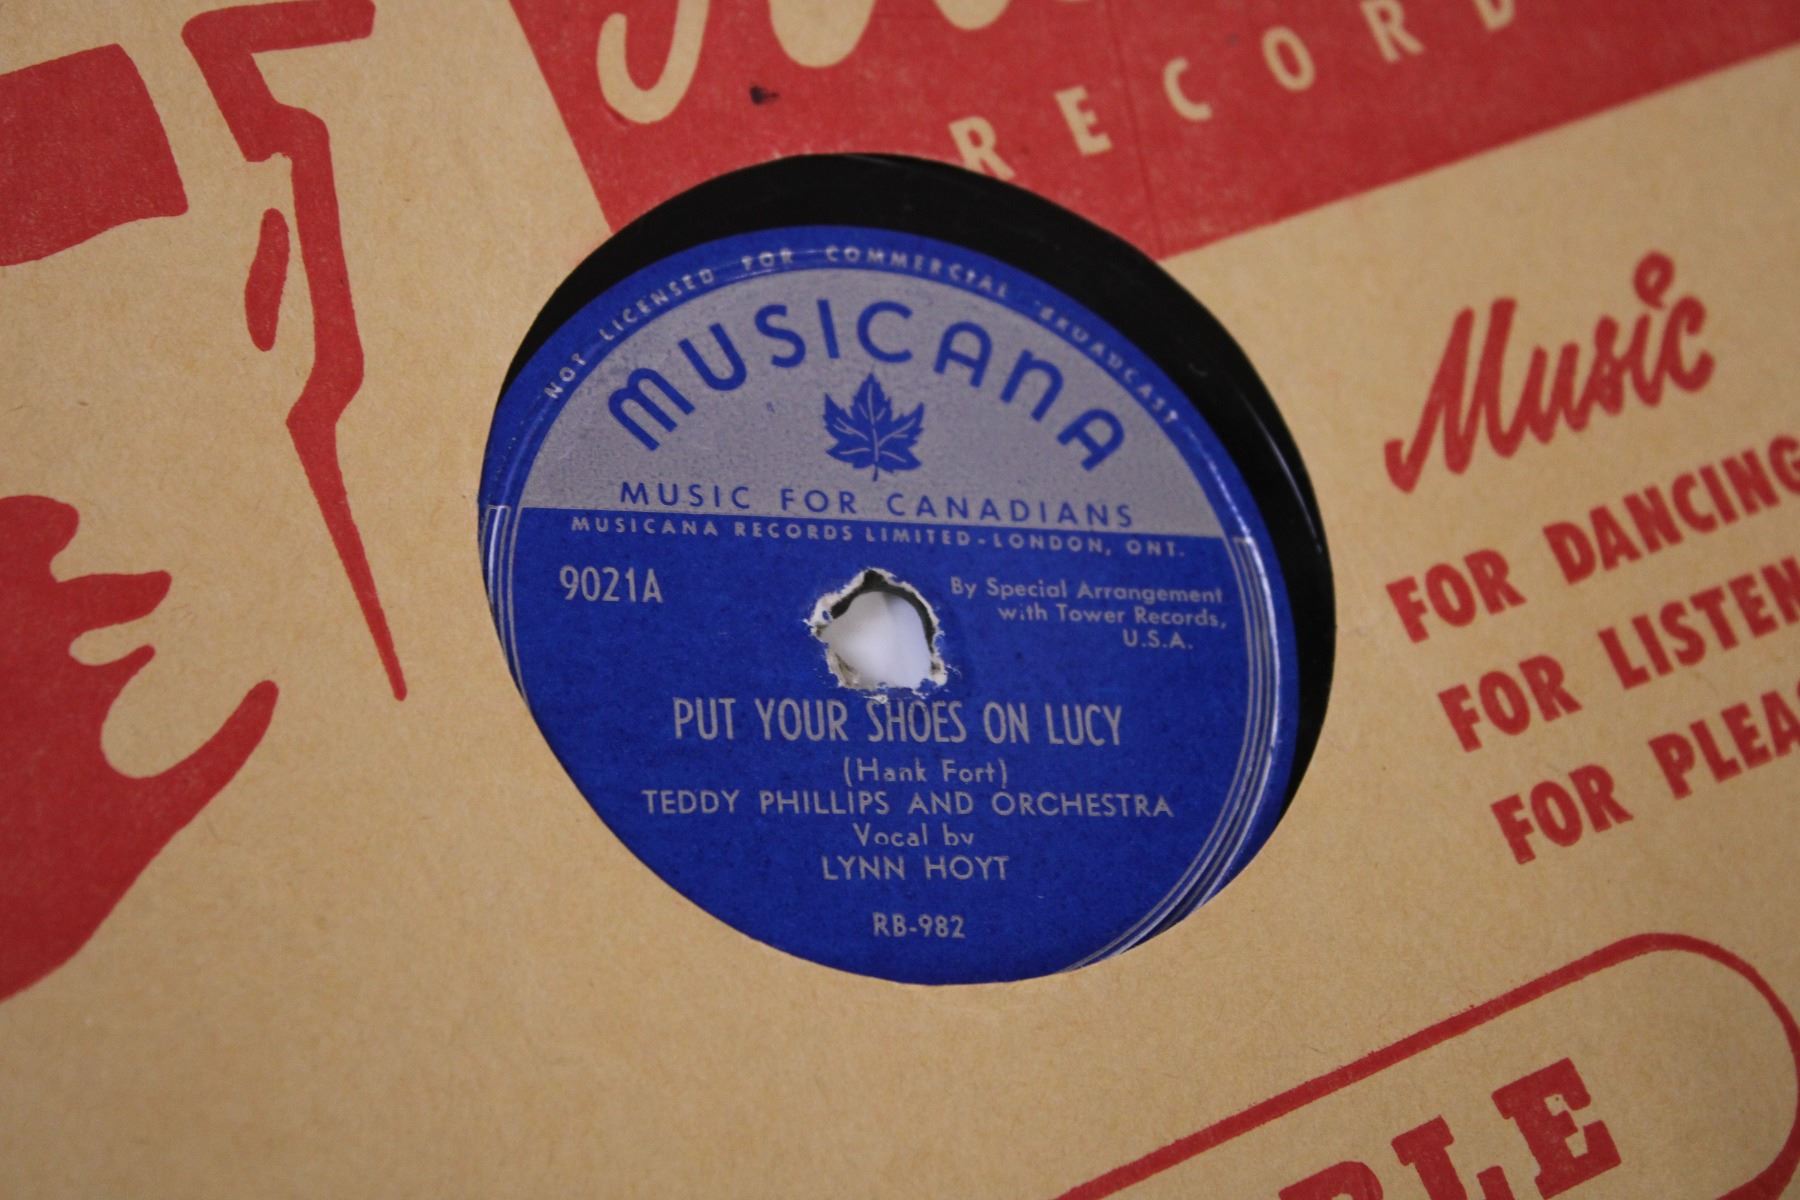 RECORD
Music
FOR DANCING
FOR LISTEN
FOR PLEA
NOT LICENSED FOR COMMERCIAL BROADCAST
MUSICANA
MUSIC FOR CANADIANS
MUSICANA RECORDS LIMITED-LONDON, ONT.
9021A
By Special Arrangement
with Tower Records,
U.S.A.
PUT YOUR SHOES ON LUCY
(Hank Fort)
TEDDY PHILLIPS AND ORCHESTRA
Vocal by
LYNN HOYT
RB-982
BLE